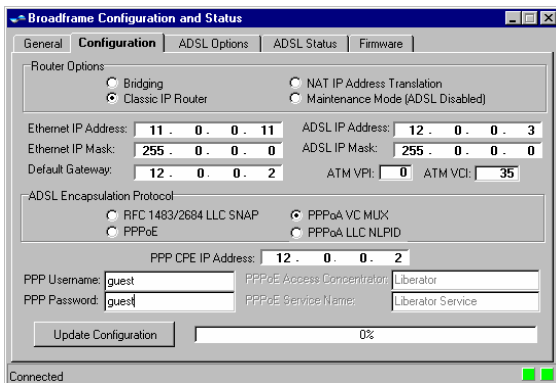 Broadframe Configuration and Status
General Configuration ADSL Options ADSL Status Firmware
Router Options
Bridging NAT IP Address Translation
Classic IP Router Maintenance Mode (ADSL Disabled)
Ethernet IP Address: 11 . 0 . 0 . 11 ADSL IP Address: 12 . 0 . 0 . 3
Ethernet IP Mask: 255 . 0 . 0 . 0 ADSL IP Mask: 255 . 0 . 0 . 0
Default Gateway: 12 . 0 . 0 . 2 ATM VPI: 0 ATM VCI: 35
ADSL Encapsulation Protocol
RFC 1483/2684 LLC SNAP PPPoA VC MUX
PPPoE PPPoA LLC NLPID
PPP CPE IP Address: 12 . 0 . 0 . 2
PPP Username: guest PPPoE Access Concentrator: Liberator
PPP Password: guest PPPoE Service Name: Liberator Service
Update Configuration 0%
Connected